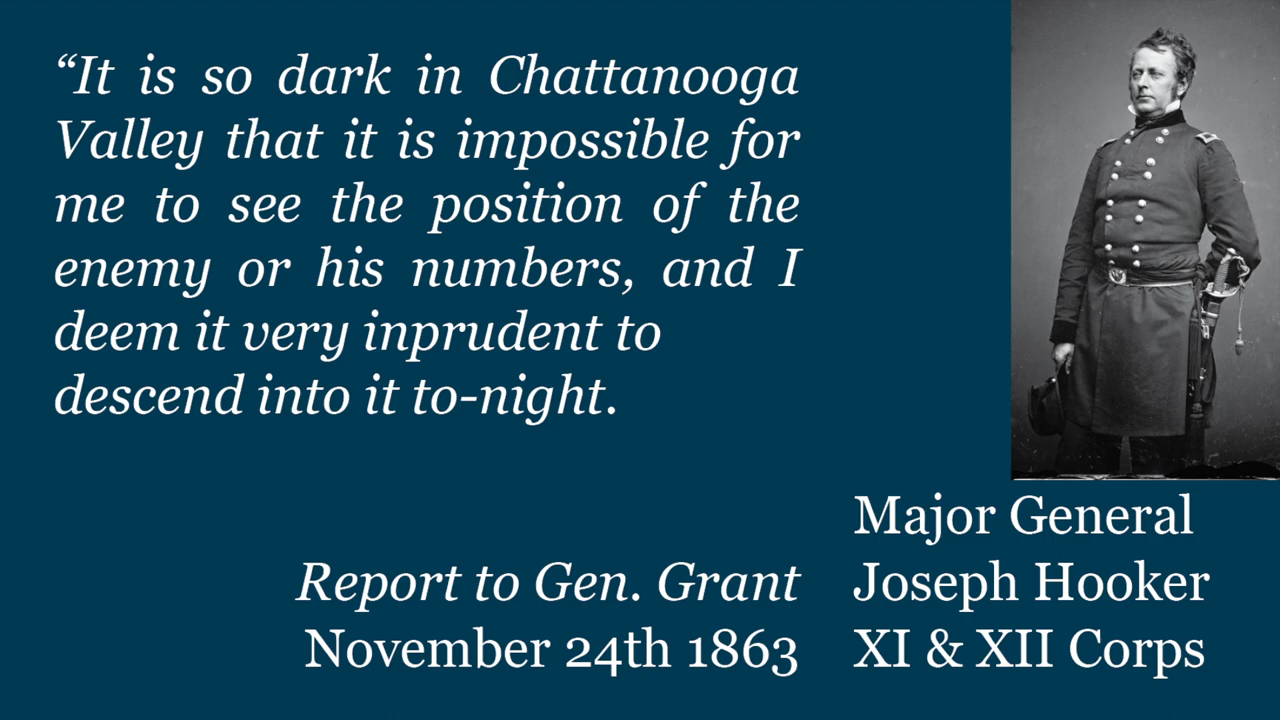 “It is so dark in Chattanooga
Valley that it is impossible for
me to see the position of the
enemy or his numbers, and I
deem it very inprudent to
descend into it to-night.
Report to Gen. Grant
November 24th 1863
Major General
Joseph Hooker
XI & XII Corps